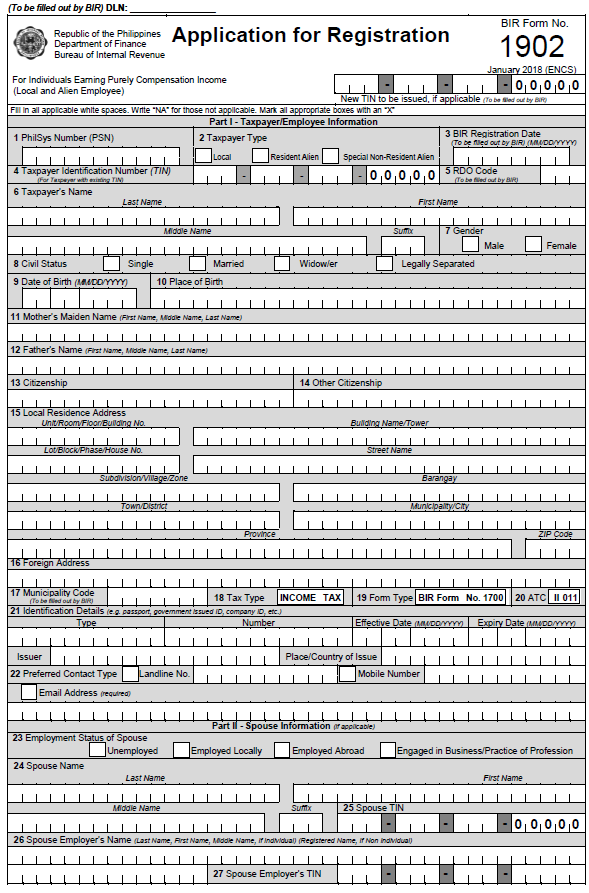 (To be filled out by BIR) DLN: ___________________
Republic of the Philippines
Department of Finance
Bureau of Internal Revenue
Application for Registration
BIR Form No.
1902
January 2018 (ENCS)
For Individuals Earning Purely Compensation Income
(Local and Alien Employee)
- - - 0 0 0 0 0
New TIN to be issued, if applicable (To be filled out by BIR)
Fill in all applicable white spaces. Write "NA" for those not applicable. Mark all appropriate boxes with an "X"
Part I - Taxpayer/Employee Information
1 PhilSys Number (PSN)
2 Taxpayer Type
Local Resident Alien Special Non-Resident Alien
3 BIR Registration Date
(To be filled out by BIR) (MM/DD/YYYY)
4 Taxpayer Identification Number (TIN)
(For Taxpayer with existing TIN)
- - - 0 0 0 0 0
5 RDO Code
(To be filled out by BIR)
6 Taxpayer's Name
Last Name First Name
Middle Name Suffix
7 Gender
Male Female
8 Civil Status Single Married Widow/er Legally Separated
9 Date of Birth (MM/DD/YYYY) 10 Place of Birth
11 Mother's Maiden Name (First Name, Middle Name, Last Name)
12 Father's Name (First Name, Middle Name, Last Name)
13 Citizenship 14 Other Citizenship
15 Local Residence Address
Unit/Room/Floor/Building No. Building Name/Tower
Lot/Block/Phase/House No. Street Name
Subdivision/Village/Zone Barangay
Town/District Municipality/City
Province ZIP Code
16 Foreign Address
17 Municipality Code
(To be filled out by BIR)
18 Tax Type INCOME TAX 19 Form Type BIR Form No. 1700 20 ATC II 011
21 Identification Details (e.g. passport, government issued ID, company ID, etc.)
Type Number Effective Date (MM/DD/YYYY) Expiry Date (MM/DD/YYYY)
Issuer Place/Country of Issue
22 Preferred Contact Type Landline No. Mobile Number
Email Address (required)
Part II - Spouse Information (if applicable)
23 Employment Status of Spouse
Unemployed Employed Locally Employed Abroad Engaged in Business/Practice of Profession
24 Spouse Name
Last Name First Name
Middle Name Suffix 25 Spouse TIN
- - - 0 0 0 0 0
26 Spouse Employer's Name (Last Name, First Name, Middle Name, if Individual) (Registered Name, if Non Individual)
27 Spouse Employer's TIN - - -